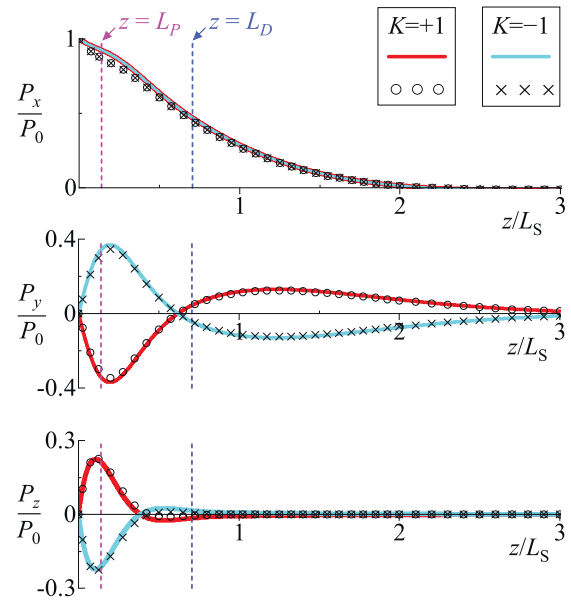 z = L_P z = L_D
K=+1 K=−1
1
P_x
P_0
0
1 2 3
z/L_S
0.4
P_y
P_0
0
1 2 3
-0.4
z/L_S
0.3
P_z
P_0
0
1 2 3
z/L_S
-0.3